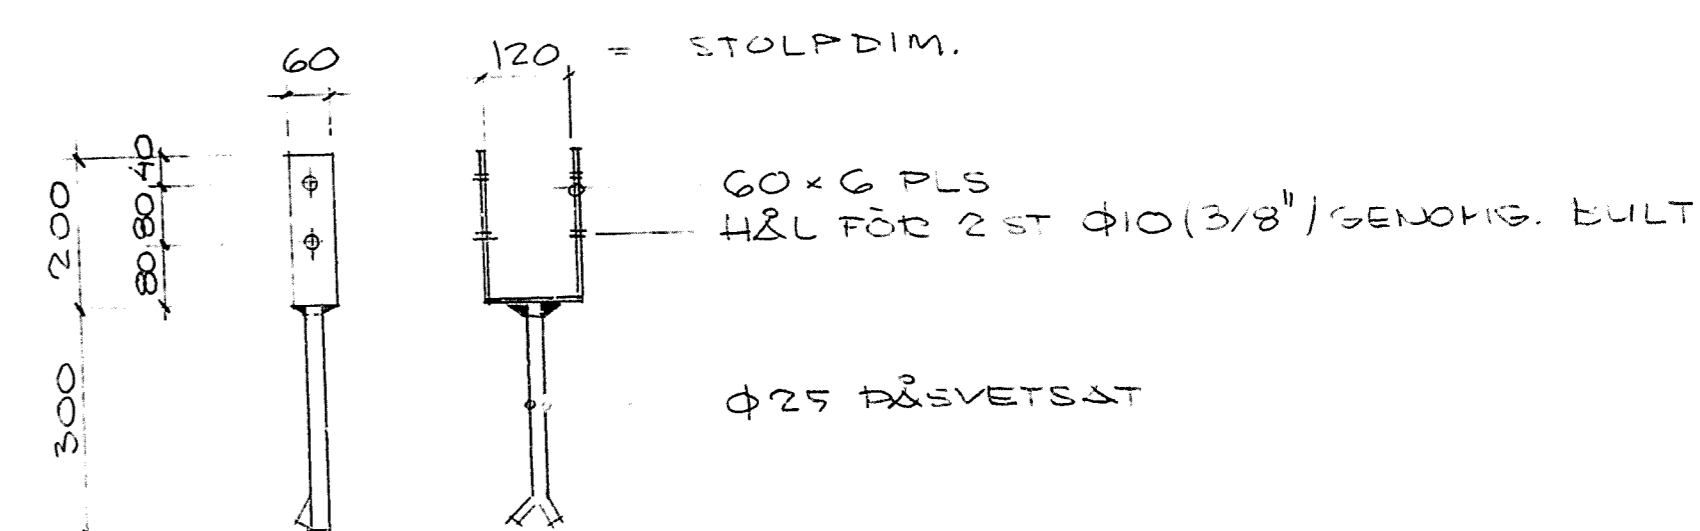 60
120 = STOLPDIM.
40
200
80
80
60 × 6 PLS
HÅL FÖR 2 ST Φ10 (3/8") GENOMG. BULT
300
Φ25 PÅSVETSAT